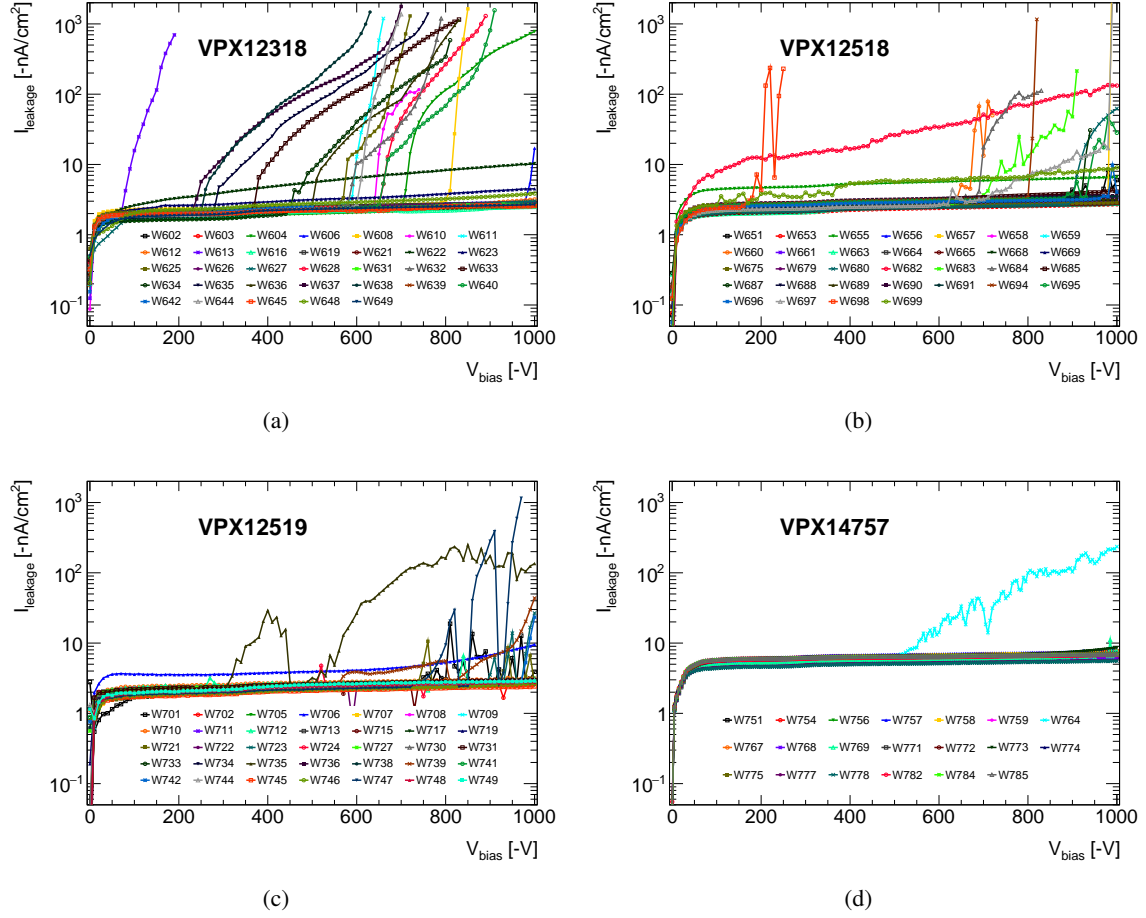 I_leakage [-nA/cm²]
10³
10²
10
1
10⁻¹
VPX12318
W602 W603 W604 W606 W608 W610 W611
W612 W613 W616 W619 W621 W622 W623
W625 W626 W627 W628 W631 W632 W633
W634 W635 W636 W637 W638 W639 W640
W642 W644 W645 W648 W649
0 200 400 600 800 1000
V_bias [-V]
(a)
I_leakage [-nA/cm²]
10³
10²
10
1
10⁻¹
VPX12518
W651 W653 W655 W656 W657 W658 W659
W660 W661 W663 W664 W665 W668 W669
W675 W679 W680 W682 W683 W684 W685
W687 W688 W689 W690 W691 W694 W695
W696 W697 W698 W699
0 200 400 600 800 1000
V_bias [-V]
(b)
I_leakage [-nA/cm²]
10³
10²
10
1
10⁻¹
VPX12519
W701 W702 W705 W706 W707 W708 W709
W710 W711 W712 W713 W715 W717 W719
W721 W722 W723 W724 W727 W730 W731
W733 W734 W735 W736 W738 W739 W741
W742 W744 W745 W746 W747 W748 W749
0 200 400 600 800 1000
V_bias [-V]
(c)
I_leakage [-nA/cm²]
10³
10²
10
1
10⁻¹
VPX14757
W751 W754 W756 W757 W758 W759 W764
W767 W768 W769 W771 W772 W773 W774
W775 W777 W778 W782 W784 W785
0 200 400 600 800 1000
V_bias [-V]
(d)